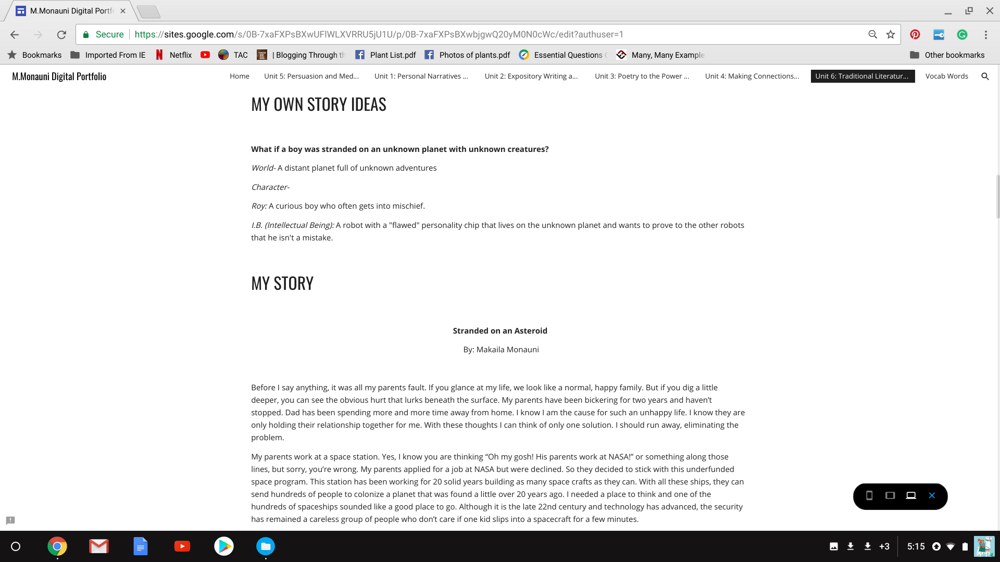 M.Monauni Digital Portf
Secure https://sites.google.com/s/0B-7xaFXPsBXwUFlWLXVRRU5jU1U/p/0B-7xaFXPsBXwbjgwQ20yM0N0cWc/edit?authuser=1
Bookmarks Imported From IE Netflix TAC | Blogging Through th Plant List.pdf Photos of plants.pdf Essential Questions Many, Many Example Other bookmarks
M.Monauni Digital Portfolio Home Unit 5: Persuasion and Med... Unit 1: Personal Narratives ... Unit 2: Expository Writing a... Unit 3: Poetry to the Power ... Unit 4: Making Connections... Unit 6: Traditional Literatur... Vocab Words
MY OWN STORY IDEAS
What if a boy was stranded on an unknown planet with unknown creatures?
World- A distant planet full of unknown adventures
Character-
Roy: A curious boy who often gets into mischief.
I.B. (Intellectual Being): A robot with a "flawed" personality chip that lives on the unknown planet and wants to prove to the other robots
that he isn't a mistake.
MY STORY
Stranded on an Asteroid
By: Makaila Monauni
Before I say anything, it was all my parents fault. If you glance at my life, we look like a normal, happy family. But if you dig a little
deeper, you can see the obvious hurt that lurks beneath the surface. My parents have been bickering for two years and haven’t
stopped. Dad has been spending more and more time away from home. I know I am the cause for such an unhappy life. I know they are
only holding their relationship together for me. With these thoughts I can think of only one solution. I should run away, eliminating the
problem.
My parents work at a space station. Yes, I know you are thinking “Oh my gosh! His parents work at NASA!” or something along those
lines, but sorry, you’re wrong. My parents applied for a job at NASA but were declined. So they decided to stick with this underfunded
space program. This station has been working for 20 solid years building as many space crafts as they can. With all these ships, they can
send hundreds of people to colonize a planet that was found a little over 20 years ago. I needed a place to think and one of the
hundreds of spaceships sounded like a good place to go. Although it is the late 22nd century and technology has advanced, the security
has remained a careless group of people who don’t care if one kid slips into a spacecraft for a few minutes.
+3 5:15